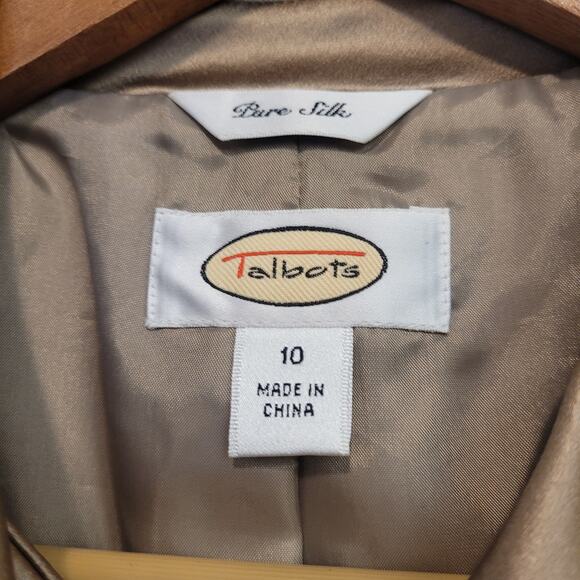 Pure Silk
Talbots
10
MADE IN
CHINA